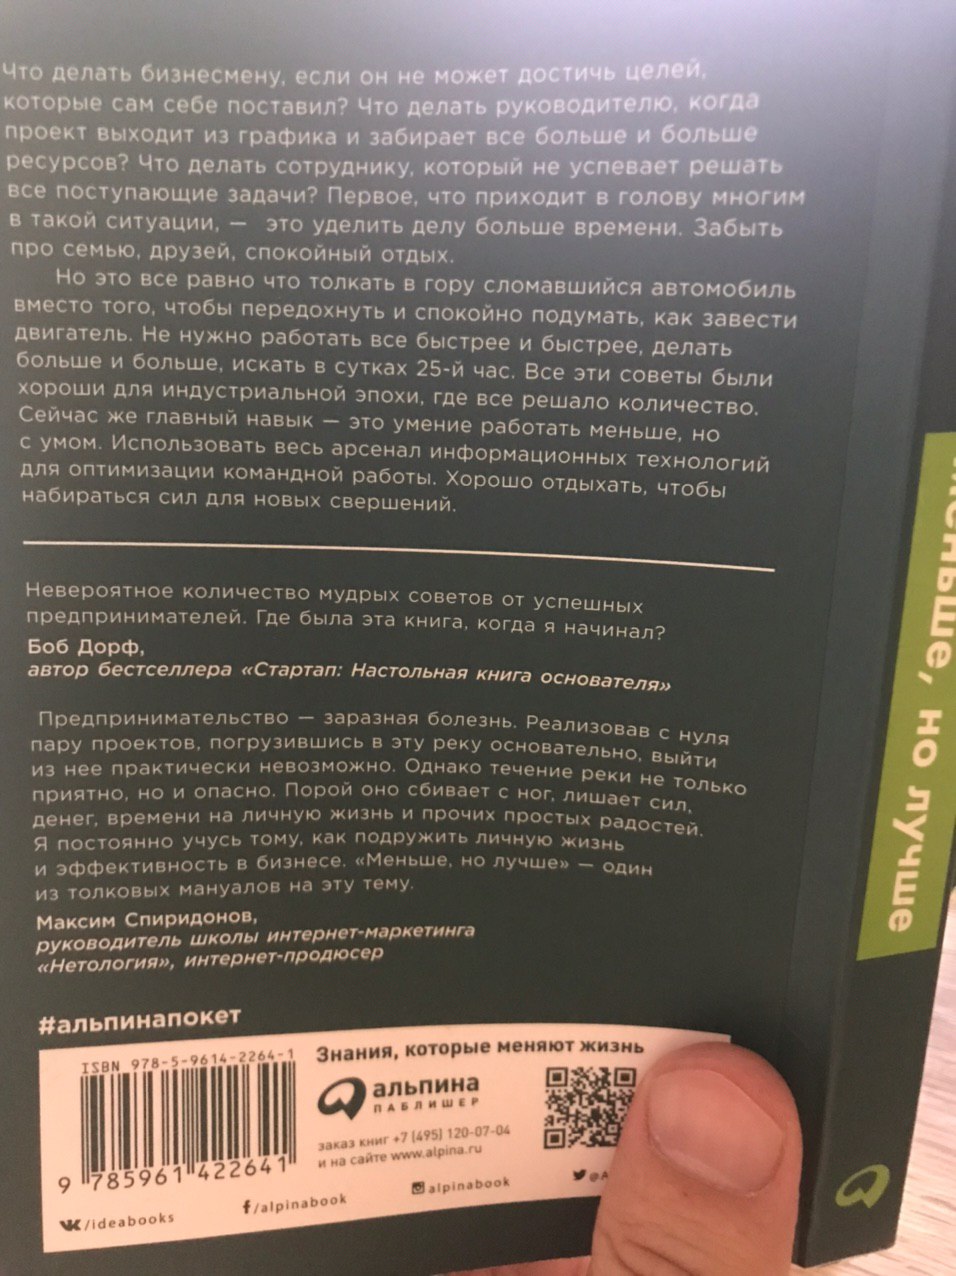 Что делать бизнесмену, если он не может достичь целей,
которые сам себе поставил? Что делать руководителю, когда
проект выходит из графика и забирает все больше и больше
ресурсов? Что делать сотруднику, который не успевает решать
все поступающие задачи? Первое, что приходит в голову многим
в такой ситуации, — это уделить делу больше времени. Забыть
про семью, друзей, спокойный отдых.
Но это все равно что толкать в гору сломавшийся автомобиль
вместо того, чтобы передохнуть и спокойно подумать, как завести
двигатель. Не нужно работать все быстрее и быстрее, делать
больше и больше, искать в сутках 25-й час. Все эти советы были
хороши для индустриальной эпохи, где все решало количество.
Сейчас же главный навык — это умение работать меньше, но
с умом. Использовать весь арсенал информационных технологий
для оптимизации командной работы. Хорошо отдыхать, чтобы
набираться сил для новых свершений.
Невероятное количество мудрых советов от успешных
предпринимателей. Где была эта книга, когда я начинал?
Боб Дорф,
автор бестселлера «Стартап: Настольная книга основателя»
Предпринимательство — заразная болезнь. Реализовав с нуля
пару проектов, погрузившись в эту реку основательно, выйти
из нее практически невозможно. Однако течение реки не только
приятно, но и опасно. Порой оно сбивает с ног, лишает сил,
денег, времени на личную жизнь и прочих простых радостей.
Я постоянно учусь тому, как подружить личную жизнь
и эффективность в бизнесе. «Меньше, но лучше» — один
из толковых мануалов на эту тему.
Максим Спиридонов,
руководитель школы интернет-маркетинга
«Нетология», интернет-продюсер
#альпинапокет
ISBN 978-5-9614-2264-1
9 785961 422641
Знания, которые меняют жизнь
альпина
ПАБЛИШЕР
заказ книг +7 (495) 120-07-04
и на сайте www.alpina.ru
/ideabooks
/alpinabook
alpinabook
@A
но лучше